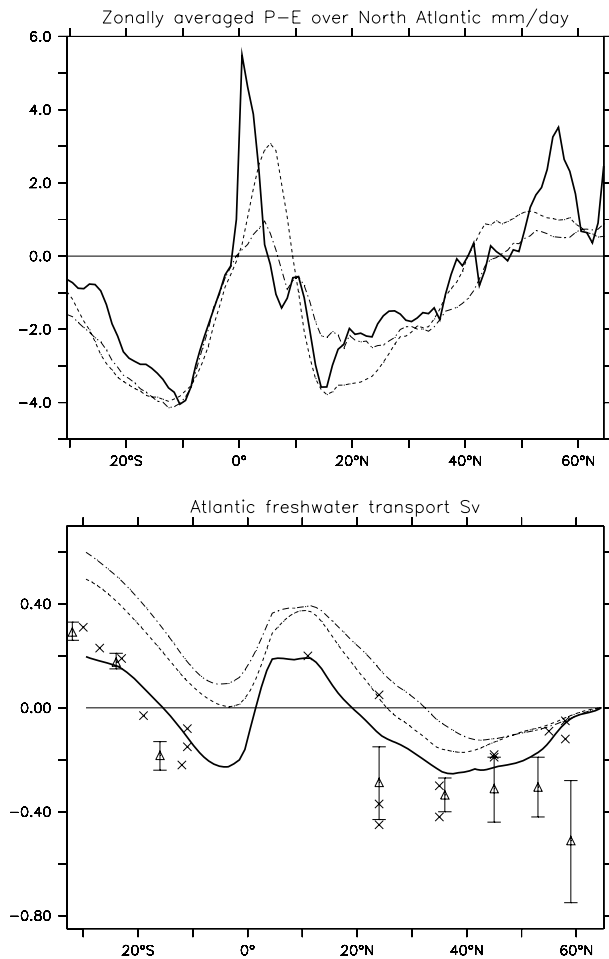 Zonally averaged P-E over North Atlantic mm/day
6.0
4.0
2.0
0.0
-2.0
-4.0
20°S 0° 20°N 40°N 60°N
Atlantic freshwater transport Sv
0.40
0.00
-0.40
-0.80
20°S 0° 20°N 40°N 60°N